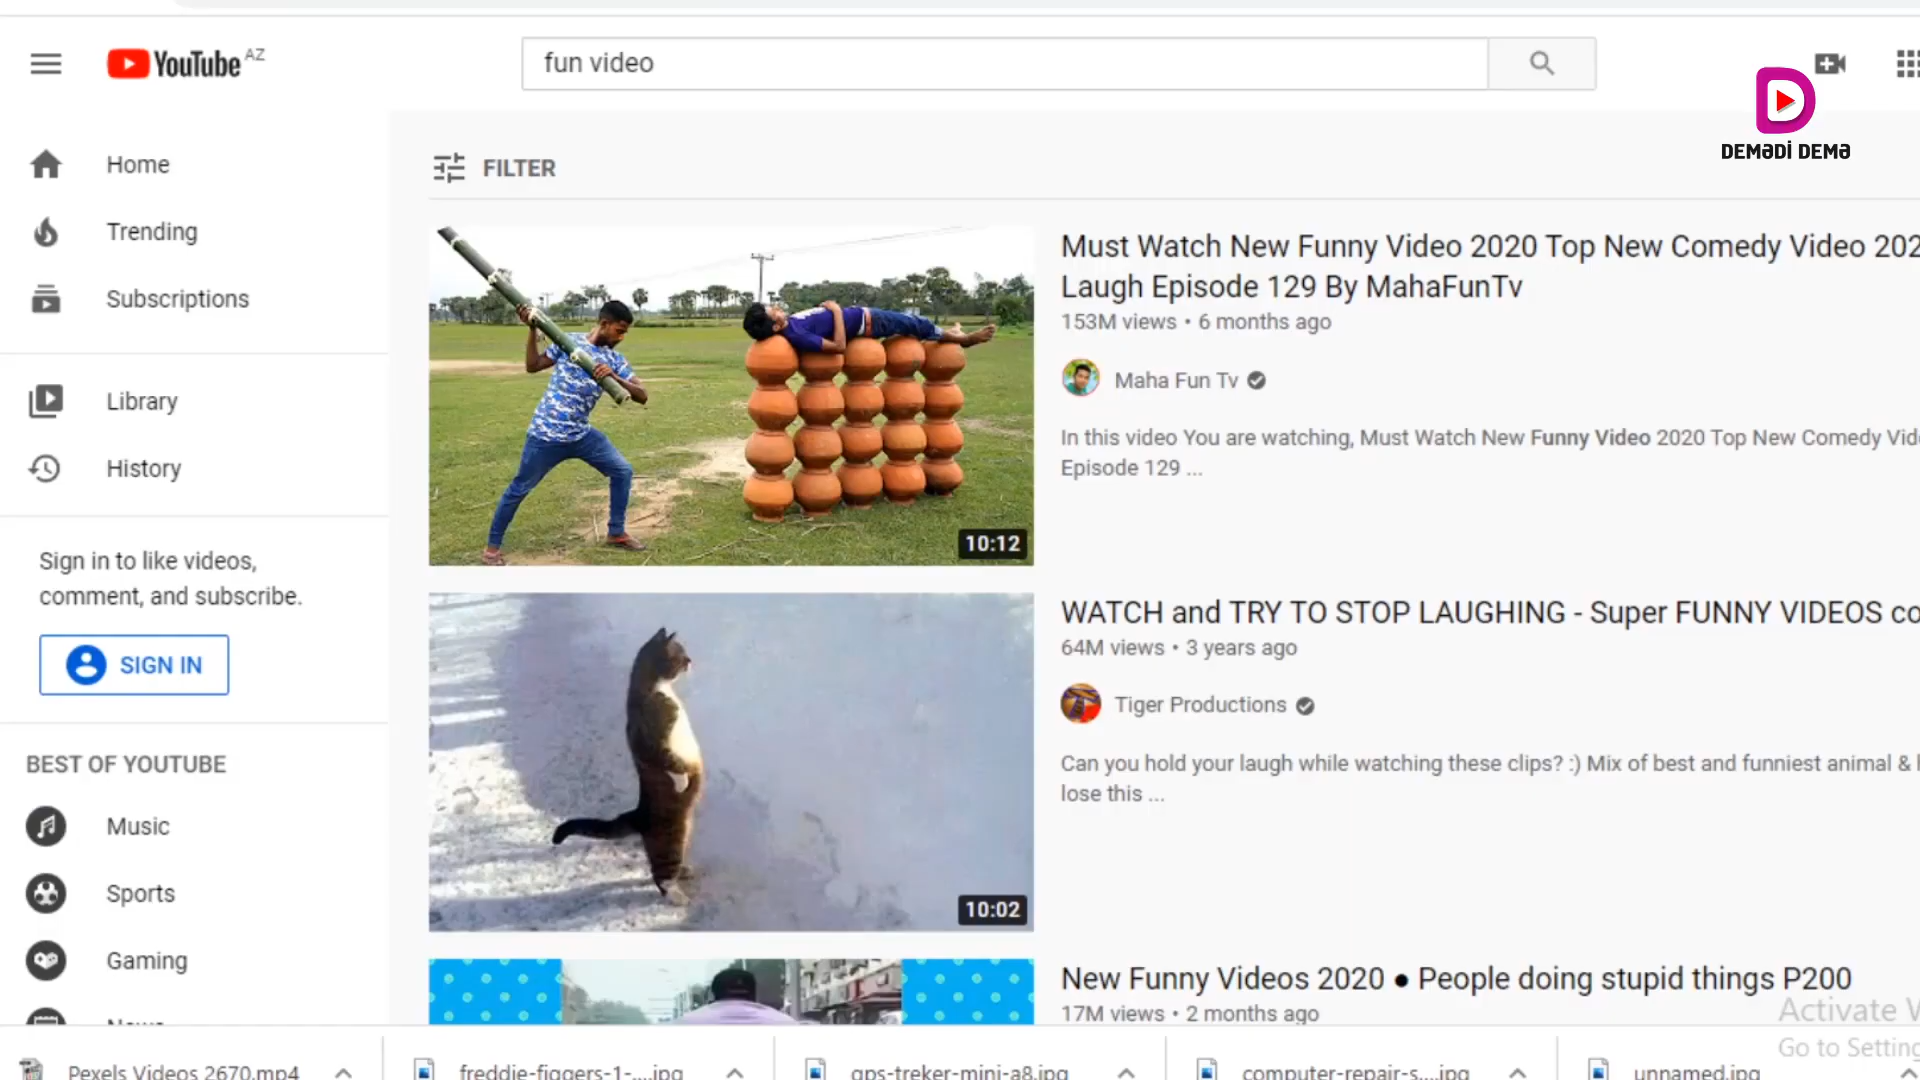 YouTube AZ
fun video
DEMƏDİ DEMƏ
Home
Trending
Subscriptions
Library
History
Sign in to like videos,
comment, and subscribe.
SIGN IN
BEST OF YOUTUBE
Music
Sports
Gaming
FILTER
10:12
Must Watch New Funny Video 2020 Top New Comedy Video 202
Laugh Episode 129 By MahaFunTv
153M views • 6 months ago
Maha Fun Tv
In this video You are watching, Must Watch New Funny Video 2020 Top New Comedy Vide
Episode 129 ...
10:02
WATCH and TRY TO STOP LAUGHING - Super FUNNY VIDEOS co
64M views • 3 years ago
Tiger Productions
Can you hold your laugh while watching these clips? :) Mix of best and funniest animal &
lose this ...
New Funny Videos 2020 ● People doing stupid things P200
17M views • 2 months ago
Activate W
Go to Setting
Pexels Videos 2670.mp4
freddie-figgers-1-....jpg
gps-treker-mini-a8.jpg
computer-repair-s....jpg
unnamed.jpg